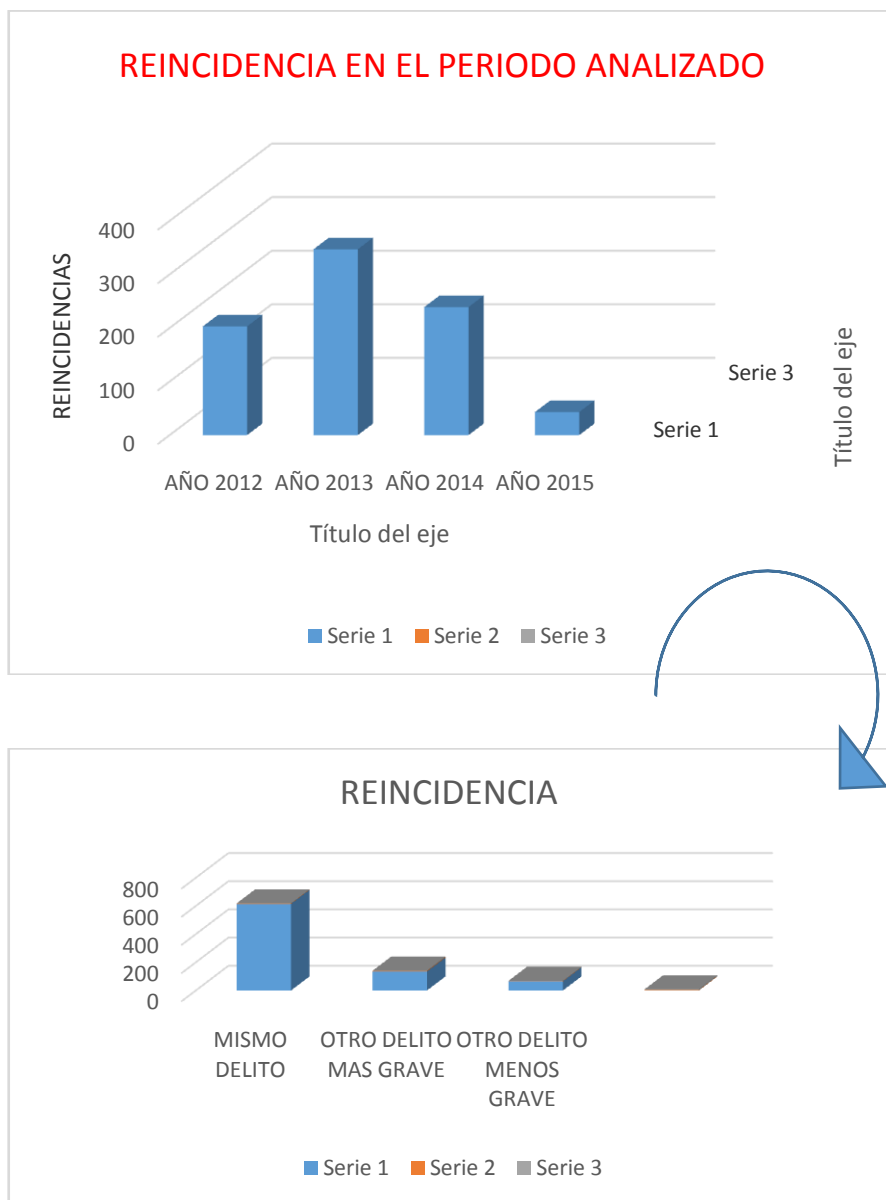 REINCIDENCIA EN EL PERIODO ANALIZADO
REINCIDENCIAS
400
300
200
100
0
AÑO 2012 AÑO 2013 AÑO 2014 AÑO 2015
Serie 1
Serie 3
Título del eje
Título del eje
Serie 1 Serie 2 Serie 3
REINCIDENCIA
800
600
400
200
0
MISMO
DELITO
OTRO DELITO
MAS GRAVE
OTRO DELITO
MENOS
GRAVE
Serie 1 Serie 2 Serie 3